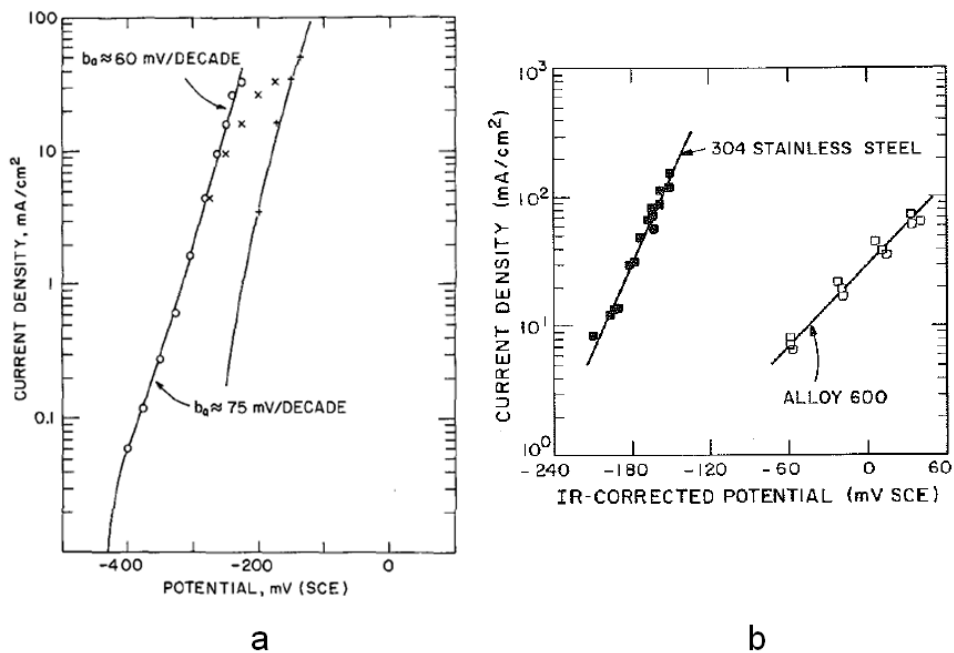 100
10
1
0.1
CURRENT DENSITY, mA/cm²
bₐ≈60 mV/DECADE
bₐ≈75 mV/DECADE
-400
-200
0
POTENTIAL, mV (SCE)
a
10³
10²
10¹
10⁰
CURRENT DENSITY (mA/cm²)
304 STAINLESS STEEL
ALLOY 600
-240
-180
-120
-60
0
60
IR-CORRECTED POTENTIAL (mV SCE)
b